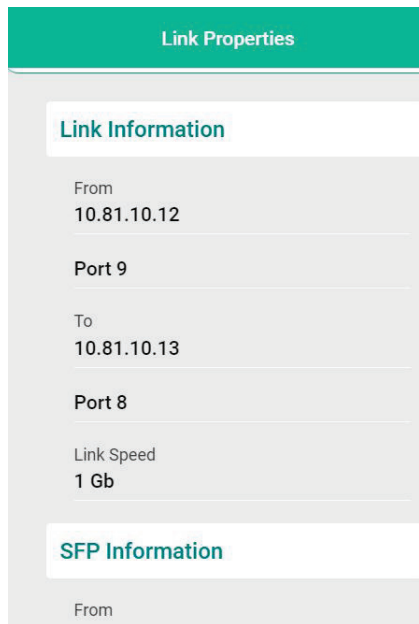 Link Properties
Link Information
From
10.81.10.12
Port 9
To
10.81.10.13
Port 8
Link Speed
1 Gb
SFP Information
From